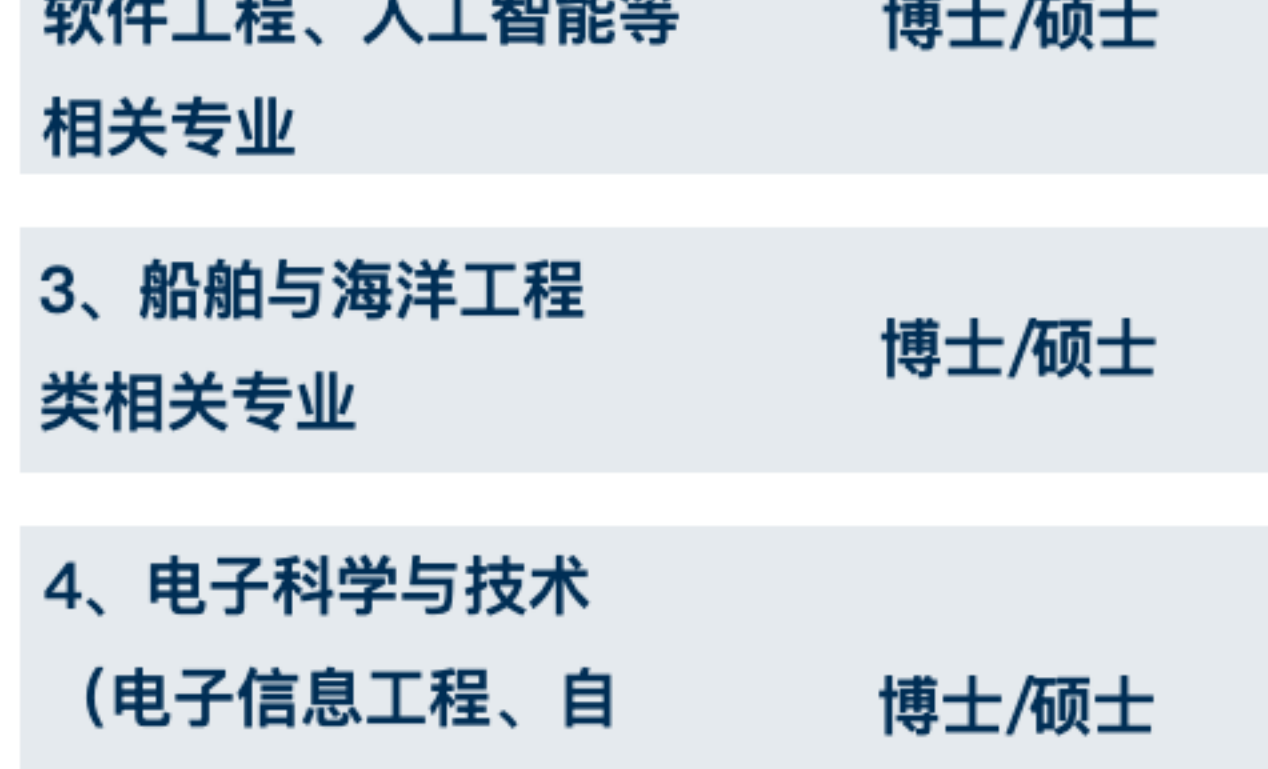 软件工程、人工智能等
博士/硕士
相关专业
3、船舶与海洋工程
博士/硕士
类相关专业
4、电子科学与技术
（电子信息工程、自
博士/硕士